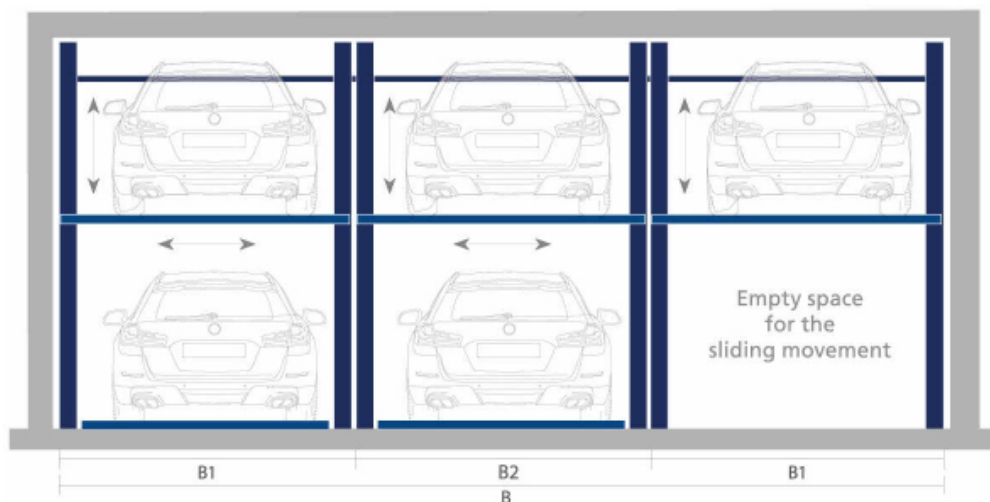 Empty space
for the
sliding movement
B1
B2
B1
B